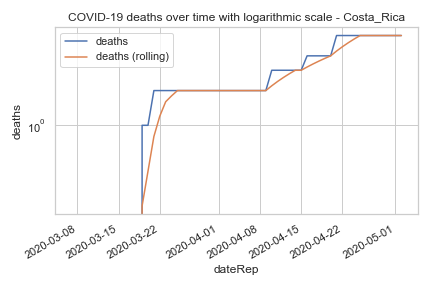 COVID-19 deaths over time with logarithmic scale - Costa_Rica
deaths
deaths (rolling)
deaths
10^0
2020-03-08
2020-03-15
2020-03-22
2020-04-01
2020-04-08
2020-04-15
2020-04-22
2020-05-01
dateRep